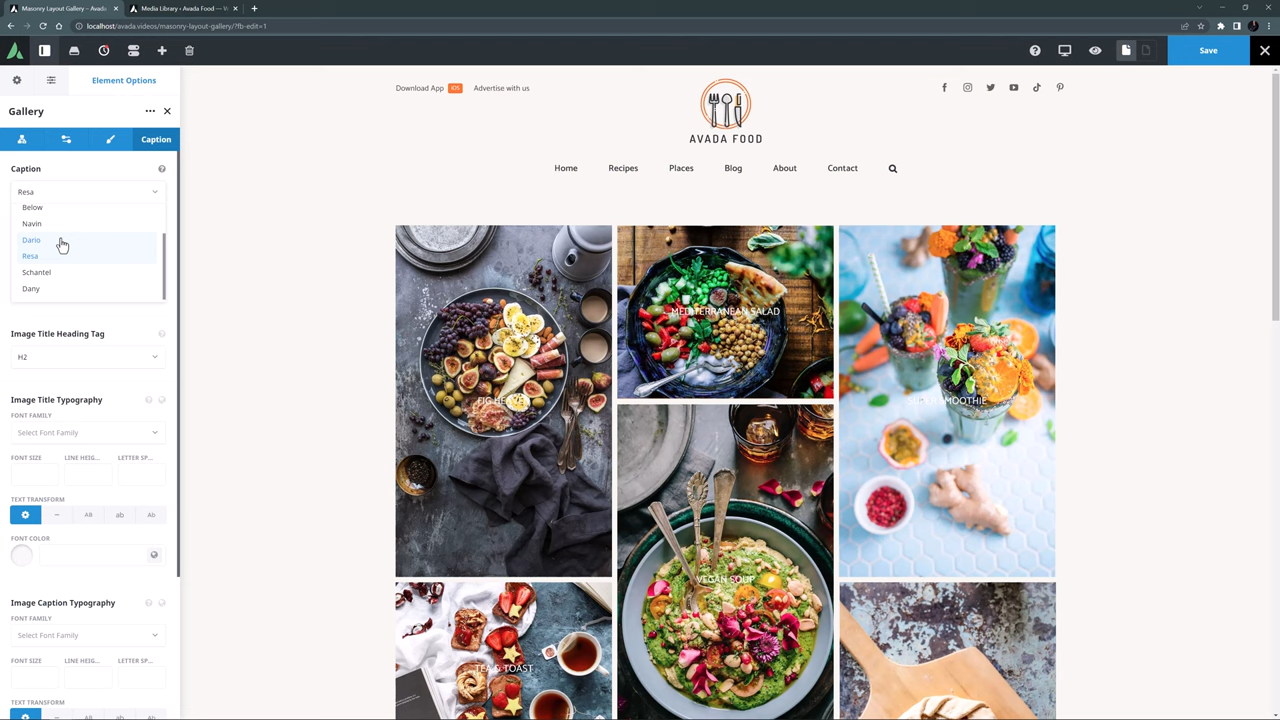 Masonry Layout Gallery – Avada
Media Library ‹ Avada Food — W
localhost/avada.videos/masonry-layout-gallery/?fb-edit=1
Save
Element Options
Gallery
Caption
Caption
Resa
Below
Navin
Dario
Resa
Schantel
Dany
Image Title Heading Tag
H2
Image Title Typography
FONT FAMILY
Select Font Family
FONT SIZE LINE HEIG... LETTER SP...
TEXT TRANSFORM
– AB ab Ab
FONT COLOR
Image Caption Typography
FONT FAMILY
Select Font Family
FONT SIZE LINE HEIG... LETTER SP...
TEXT TRANSFORM
Download App iOS Advertise with us
AVADA FOOD
Home Recipes Places Blog About Contact
MEDITERRANEAN SALAD
SUPER SMOOTHIE
VEGAN SOUP
TEA & TOAST